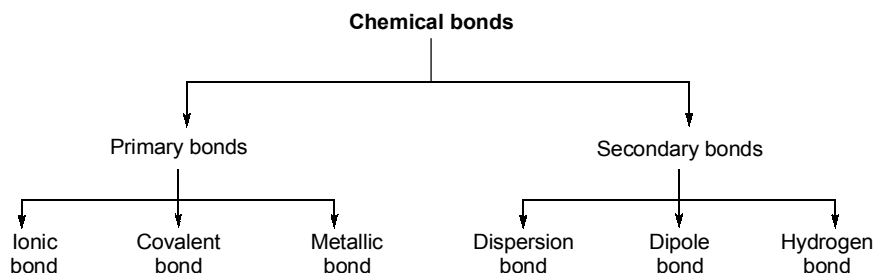 Chemical bonds
Primary bonds
Secondary bonds
Ionic
bond
Covalent
bond
Metallic
bond
Dispersion
bond
Dipole
bond
Hydrogen
bond